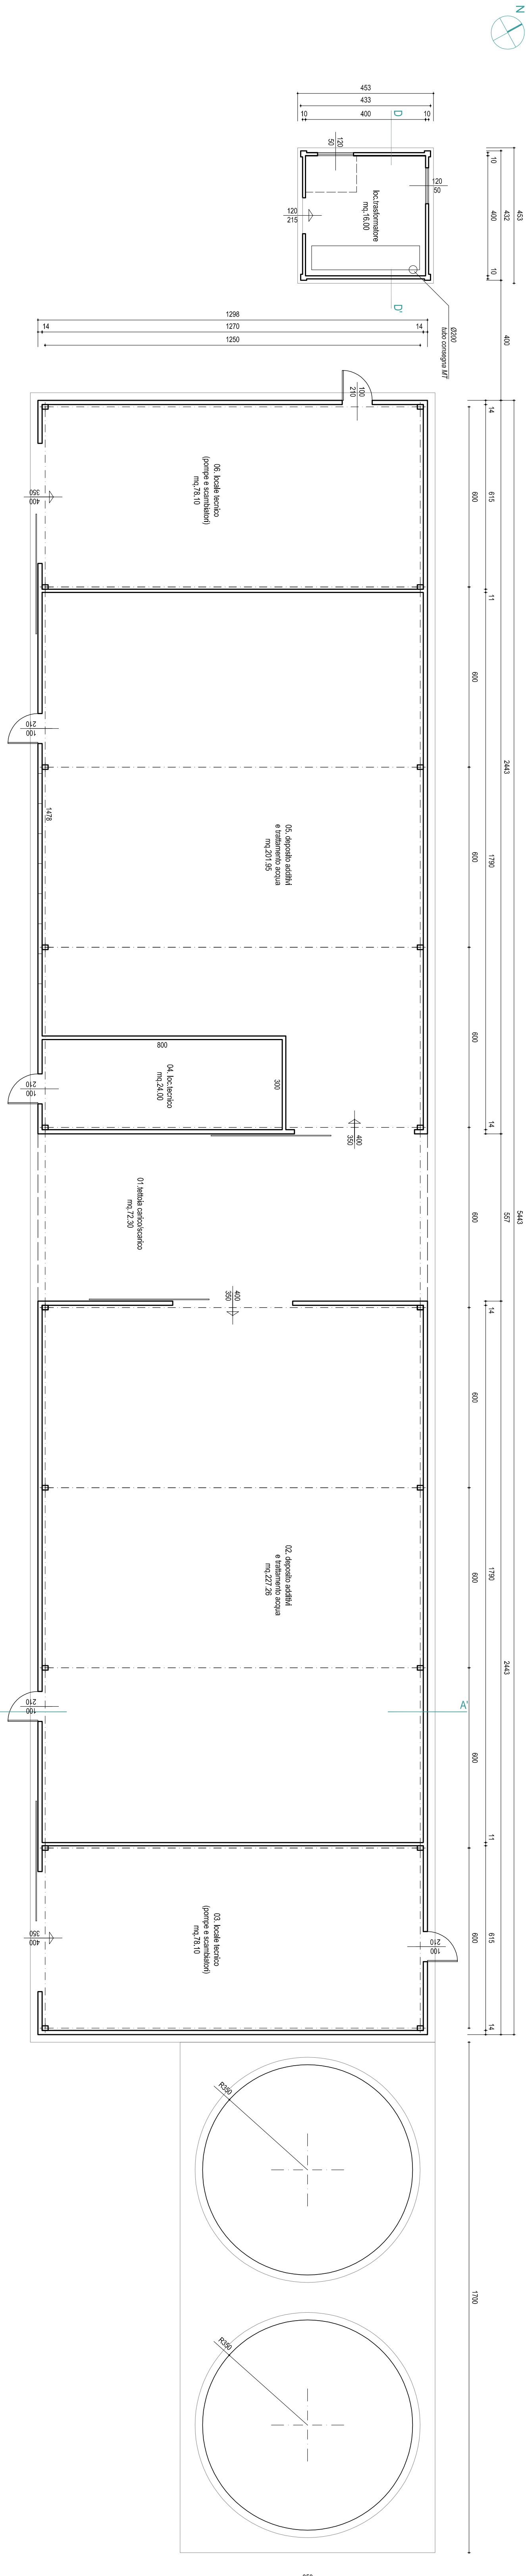 N
453
433
10
400
10
D
D'
120
50
120
50
loc.trasformatore
mq.16.00
120
215
10
400
10
432
453
400
Ø200
tubo consegna MT
1298
14
1270
14
1250
100
210
14
615
11
1790
14
2443
557
5443
600
600
600
600
600
600
600
600
600
06. locale tecnico
(pompe e scambiatori)
mq.78.10
400
350
100
210
1478
05. deposito additivi
e trattamento acqua
mq.201.95
800
300
04. loc.tecnico
mq.24.00
100
210
400
350
01.tettoia carico/scarico
mq.72.30
400
350
14
1790
11
615
14
2443
02. deposito additivi
e trattamento acqua
mq.227.26
100
210
A'
03. locale tecnico
(pompe e scambiatori)
mq.78.10
400
350
100
210
R350
R350
1700